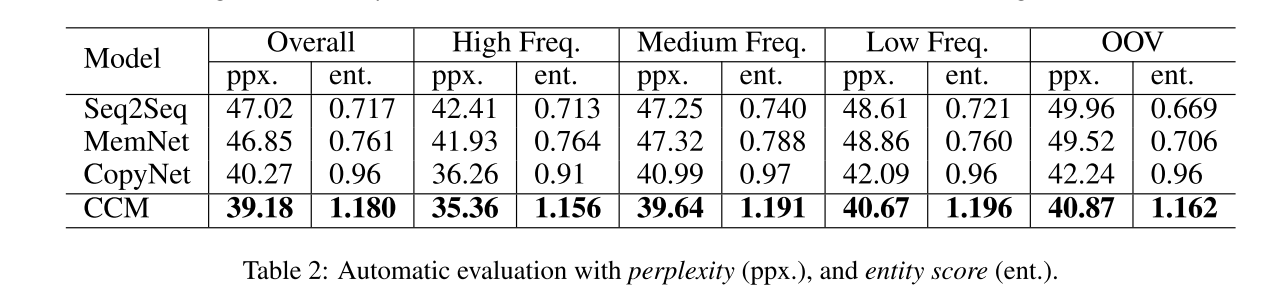 Model Overall High Freq. Medium Freq. Low Freq. OOV
ppx. ent. ppx. ent. ppx. ent. ppx. ent. ppx. ent.
Seq2Seq 47.02 0.717 42.41 0.713 47.25 0.740 48.61 0.721 49.96 0.669
MemNet 46.85 0.761 41.93 0.764 47.32 0.788 48.86 0.760 49.52 0.706
CopyNet 40.27 0.96 36.26 0.91 40.99 0.97 42.09 0.96 42.24 0.96
CCM 39.18 1.180 35.36 1.156 39.64 1.191 40.67 1.196 40.87 1.162
Table 2: Automatic evaluation with perplexity (ppx.), and entity score (ent.).